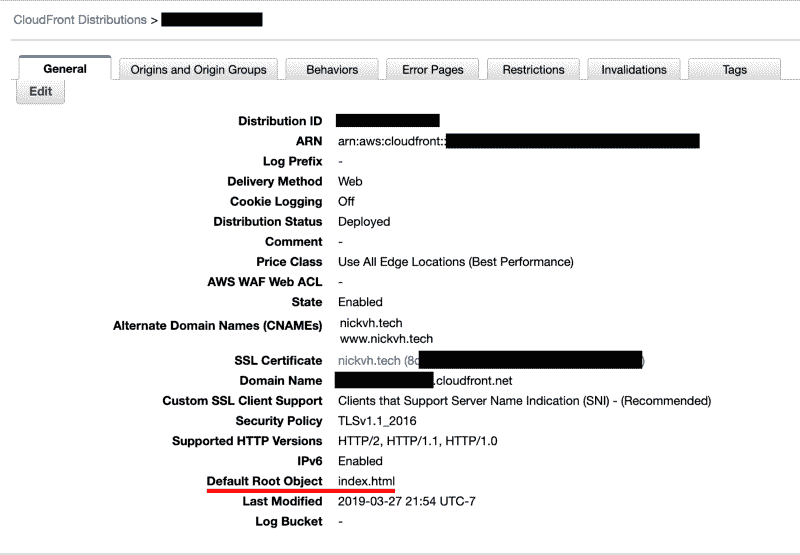 CloudFront Distributions >
General Origins and Origin Groups Behaviors Error Pages Restrictions Invalidations Tags
Edit
Distribution ID
ARN arn:aws:cloudfront::
Log Prefix -
Delivery Method Web
Cookie Logging Off
Distribution Status Deployed
Comment -
Price Class Use All Edge Locations (Best Performance)
AWS WAF Web ACL -
State Enabled
Alternate Domain Names (CNAMEs) nickvh.tech
www.nickvh.tech
SSL Certificate nickvh.tech (8c )
Domain Name .cloudfront.net
Custom SSL Client Support Clients that Support Server Name Indication (SNI) - (Recommended)
Security Policy TLSv1.1_2016
Supported HTTP Versions HTTP/2, HTTP/1.1, HTTP/1.0
IPv6 Enabled
Default Root Object index.html
Last Modified 2019-03-27 21:54 UTC-7
Log Bucket -